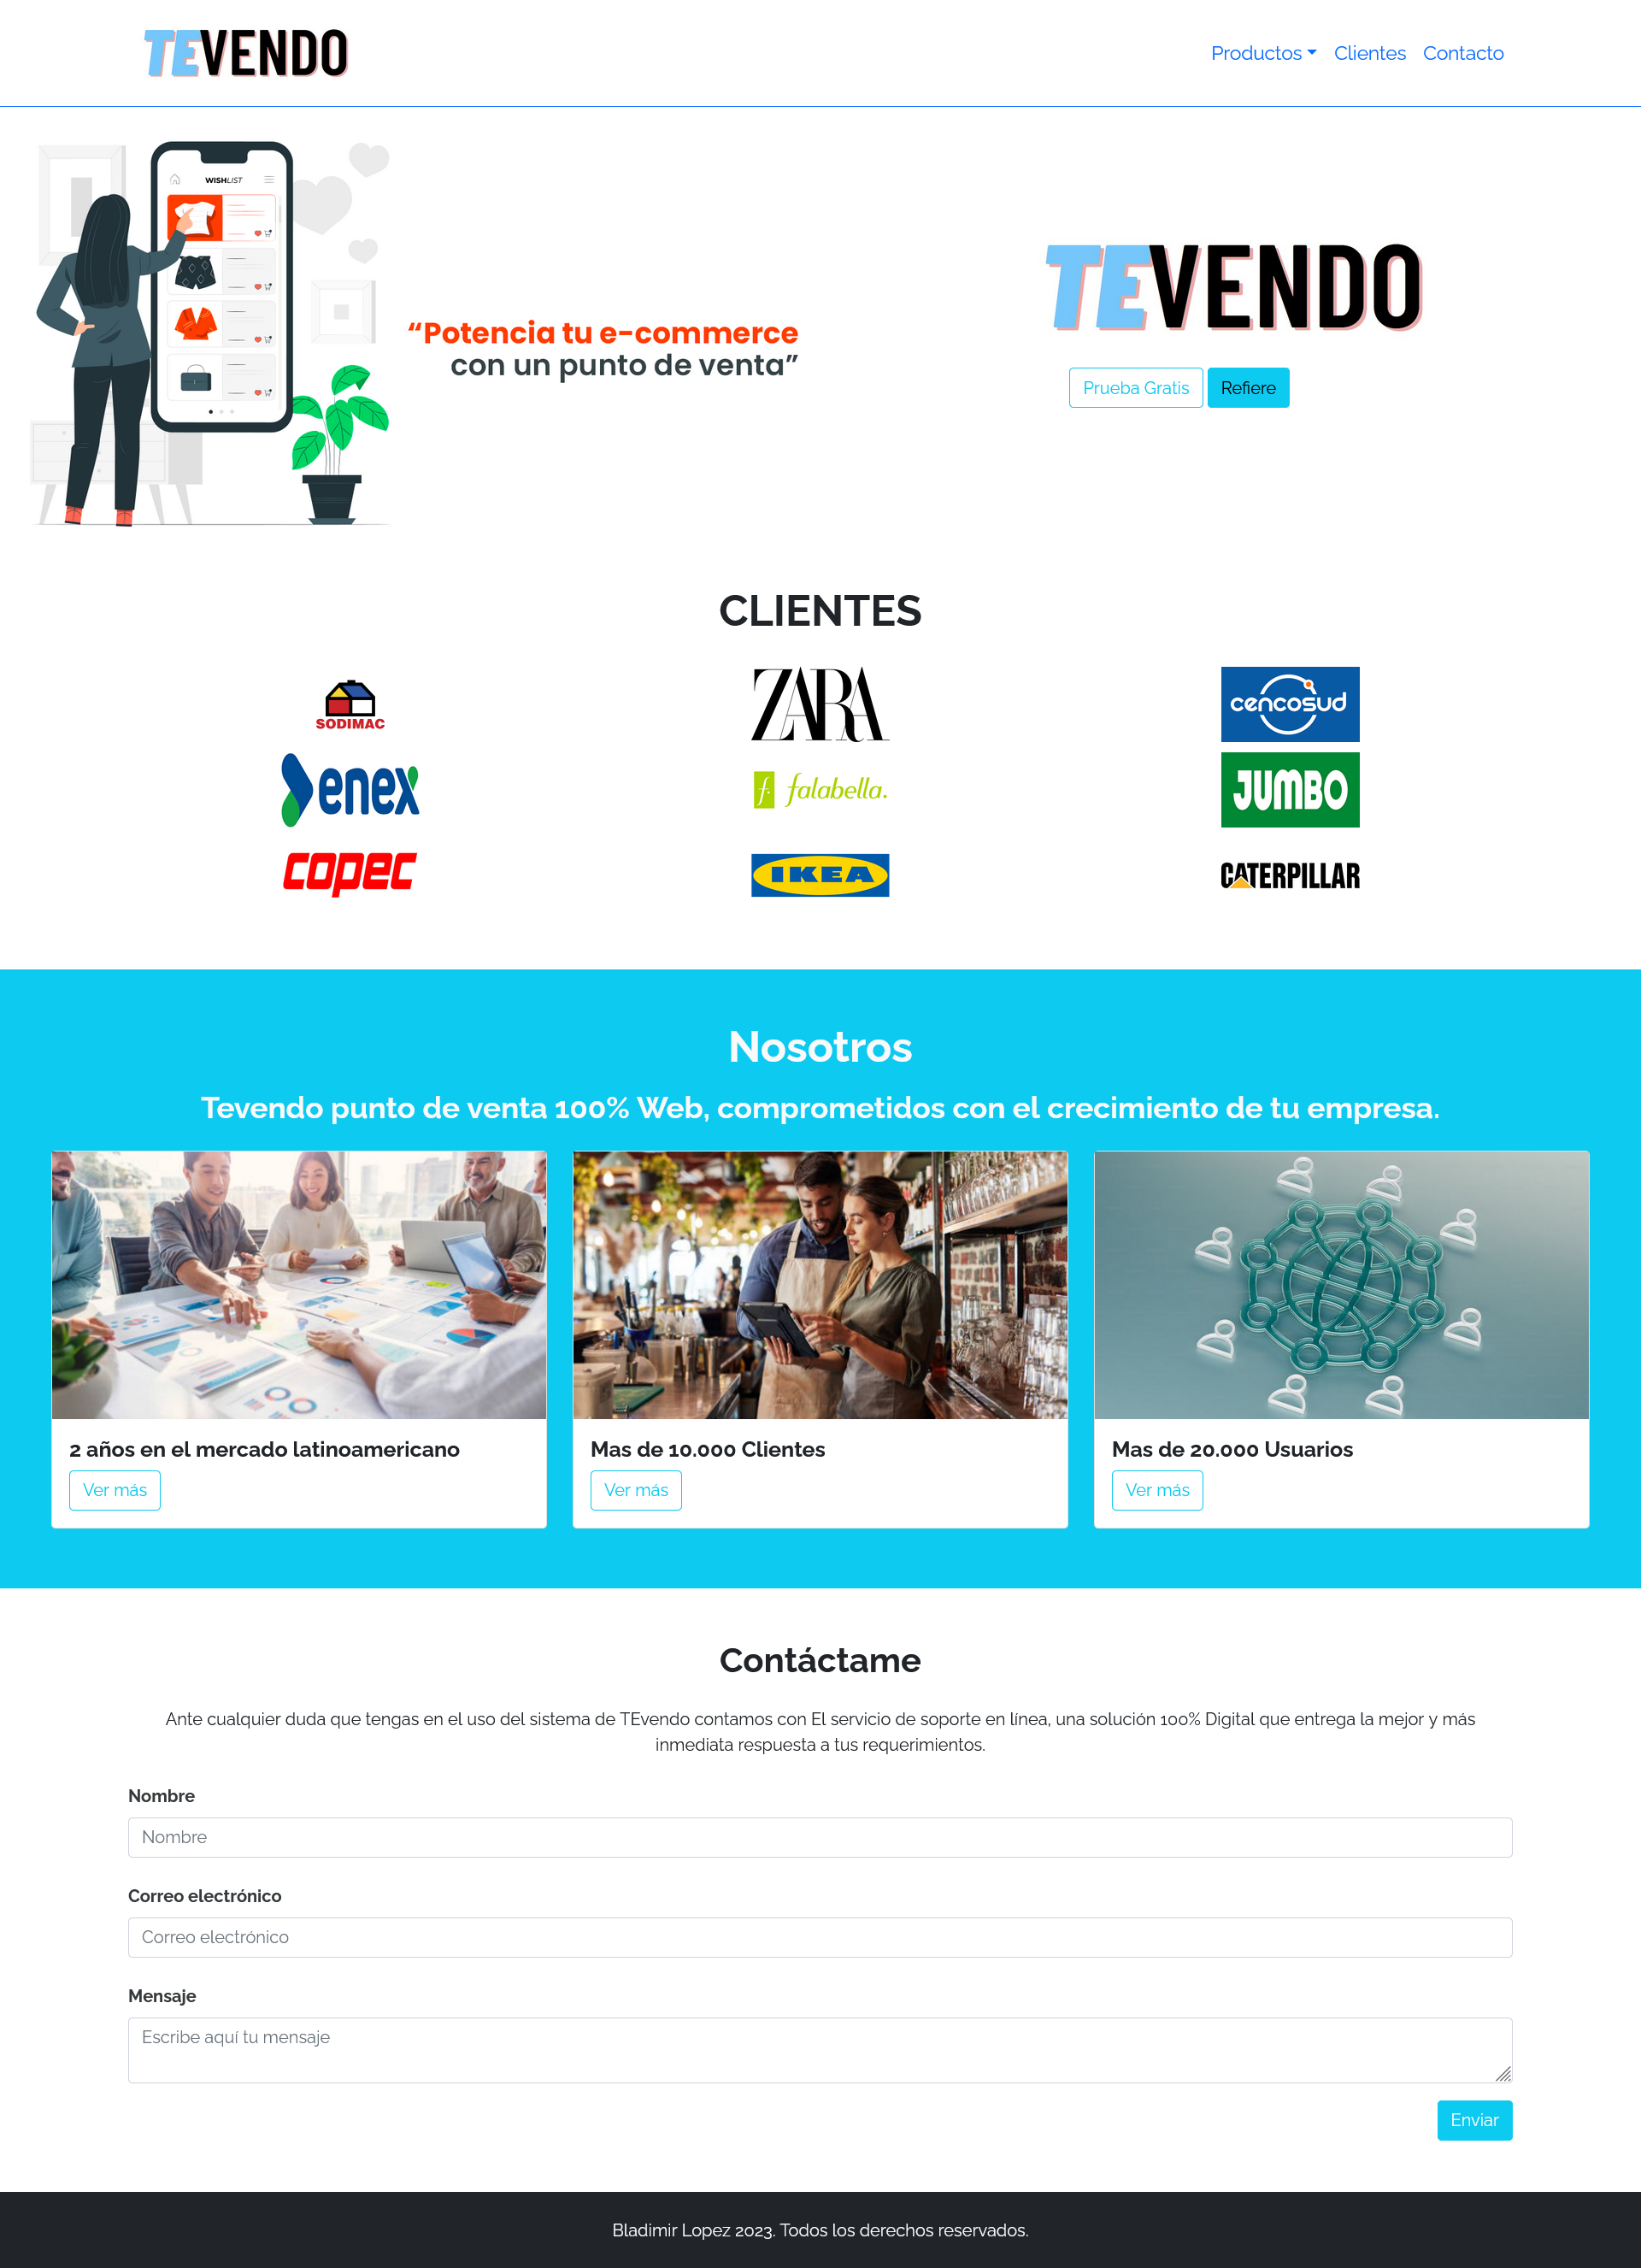 TEVENDO
Productos
Clientes
Contacto
WISHLIST
“Potencia tu e-commerce
con un punto de venta”
TEVENDO
Prueba Gratis
Refiere
CLIENTES
SODIMAC
ZARA
cencosud
enex
f. falabella.
JUMBO
COPEC
IKEA
CATERPILLAR
Nosotros
Tevendo punto de venta 100% Web, comprometidos con el crecimiento de tu empresa.
2 años en el mercado latinoamericano
Ver más
Mas de 10.000 Clientes
Ver más
Mas de 20.000 Usuarios
Ver más
Contáctame
Ante cualquier duda que tengas en el uso del sistema de TEvendo contamos con El servicio de soporte en línea, una solución 100% Digital que entrega la mejor y más
inmediata respuesta a tus requerimientos.
Nombre
Nombre
Correo electrónico
Correo electrónico
Mensaje
Escribe aquí tu mensaje
Enviar
Bladimir Lopez 2023. Todos los derechos reservados.